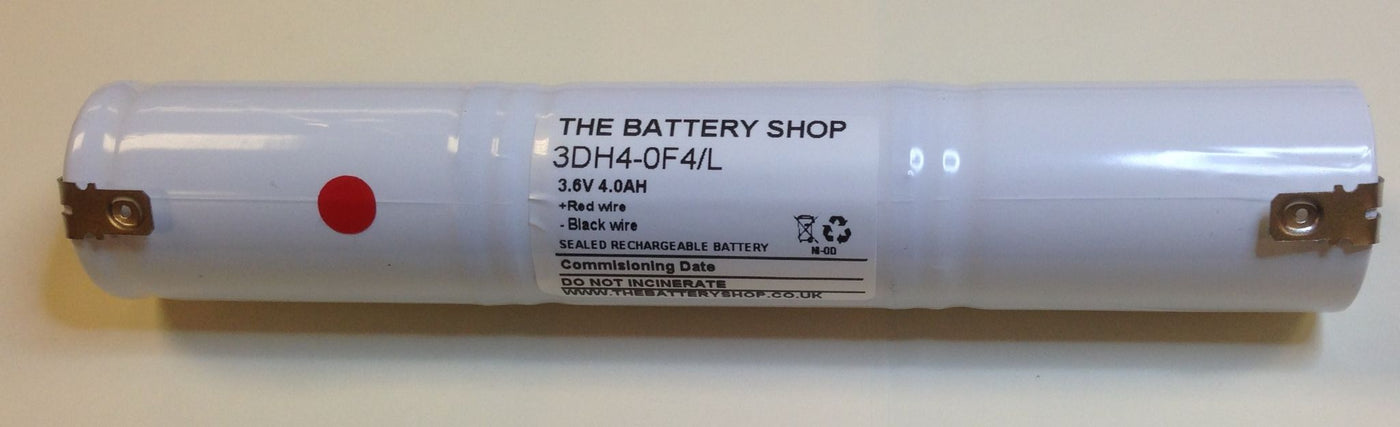 THE BATTERY SHOP
3DH4-0F4/L
3.6V 4.0AH
+Red wire
- Black wire
SEALED RECHARGEABLE BATTERY
NI-CD
Commisioning Date
DO NOT INCINERATE
WWW.THEBATTERYSHOP.CO.UK